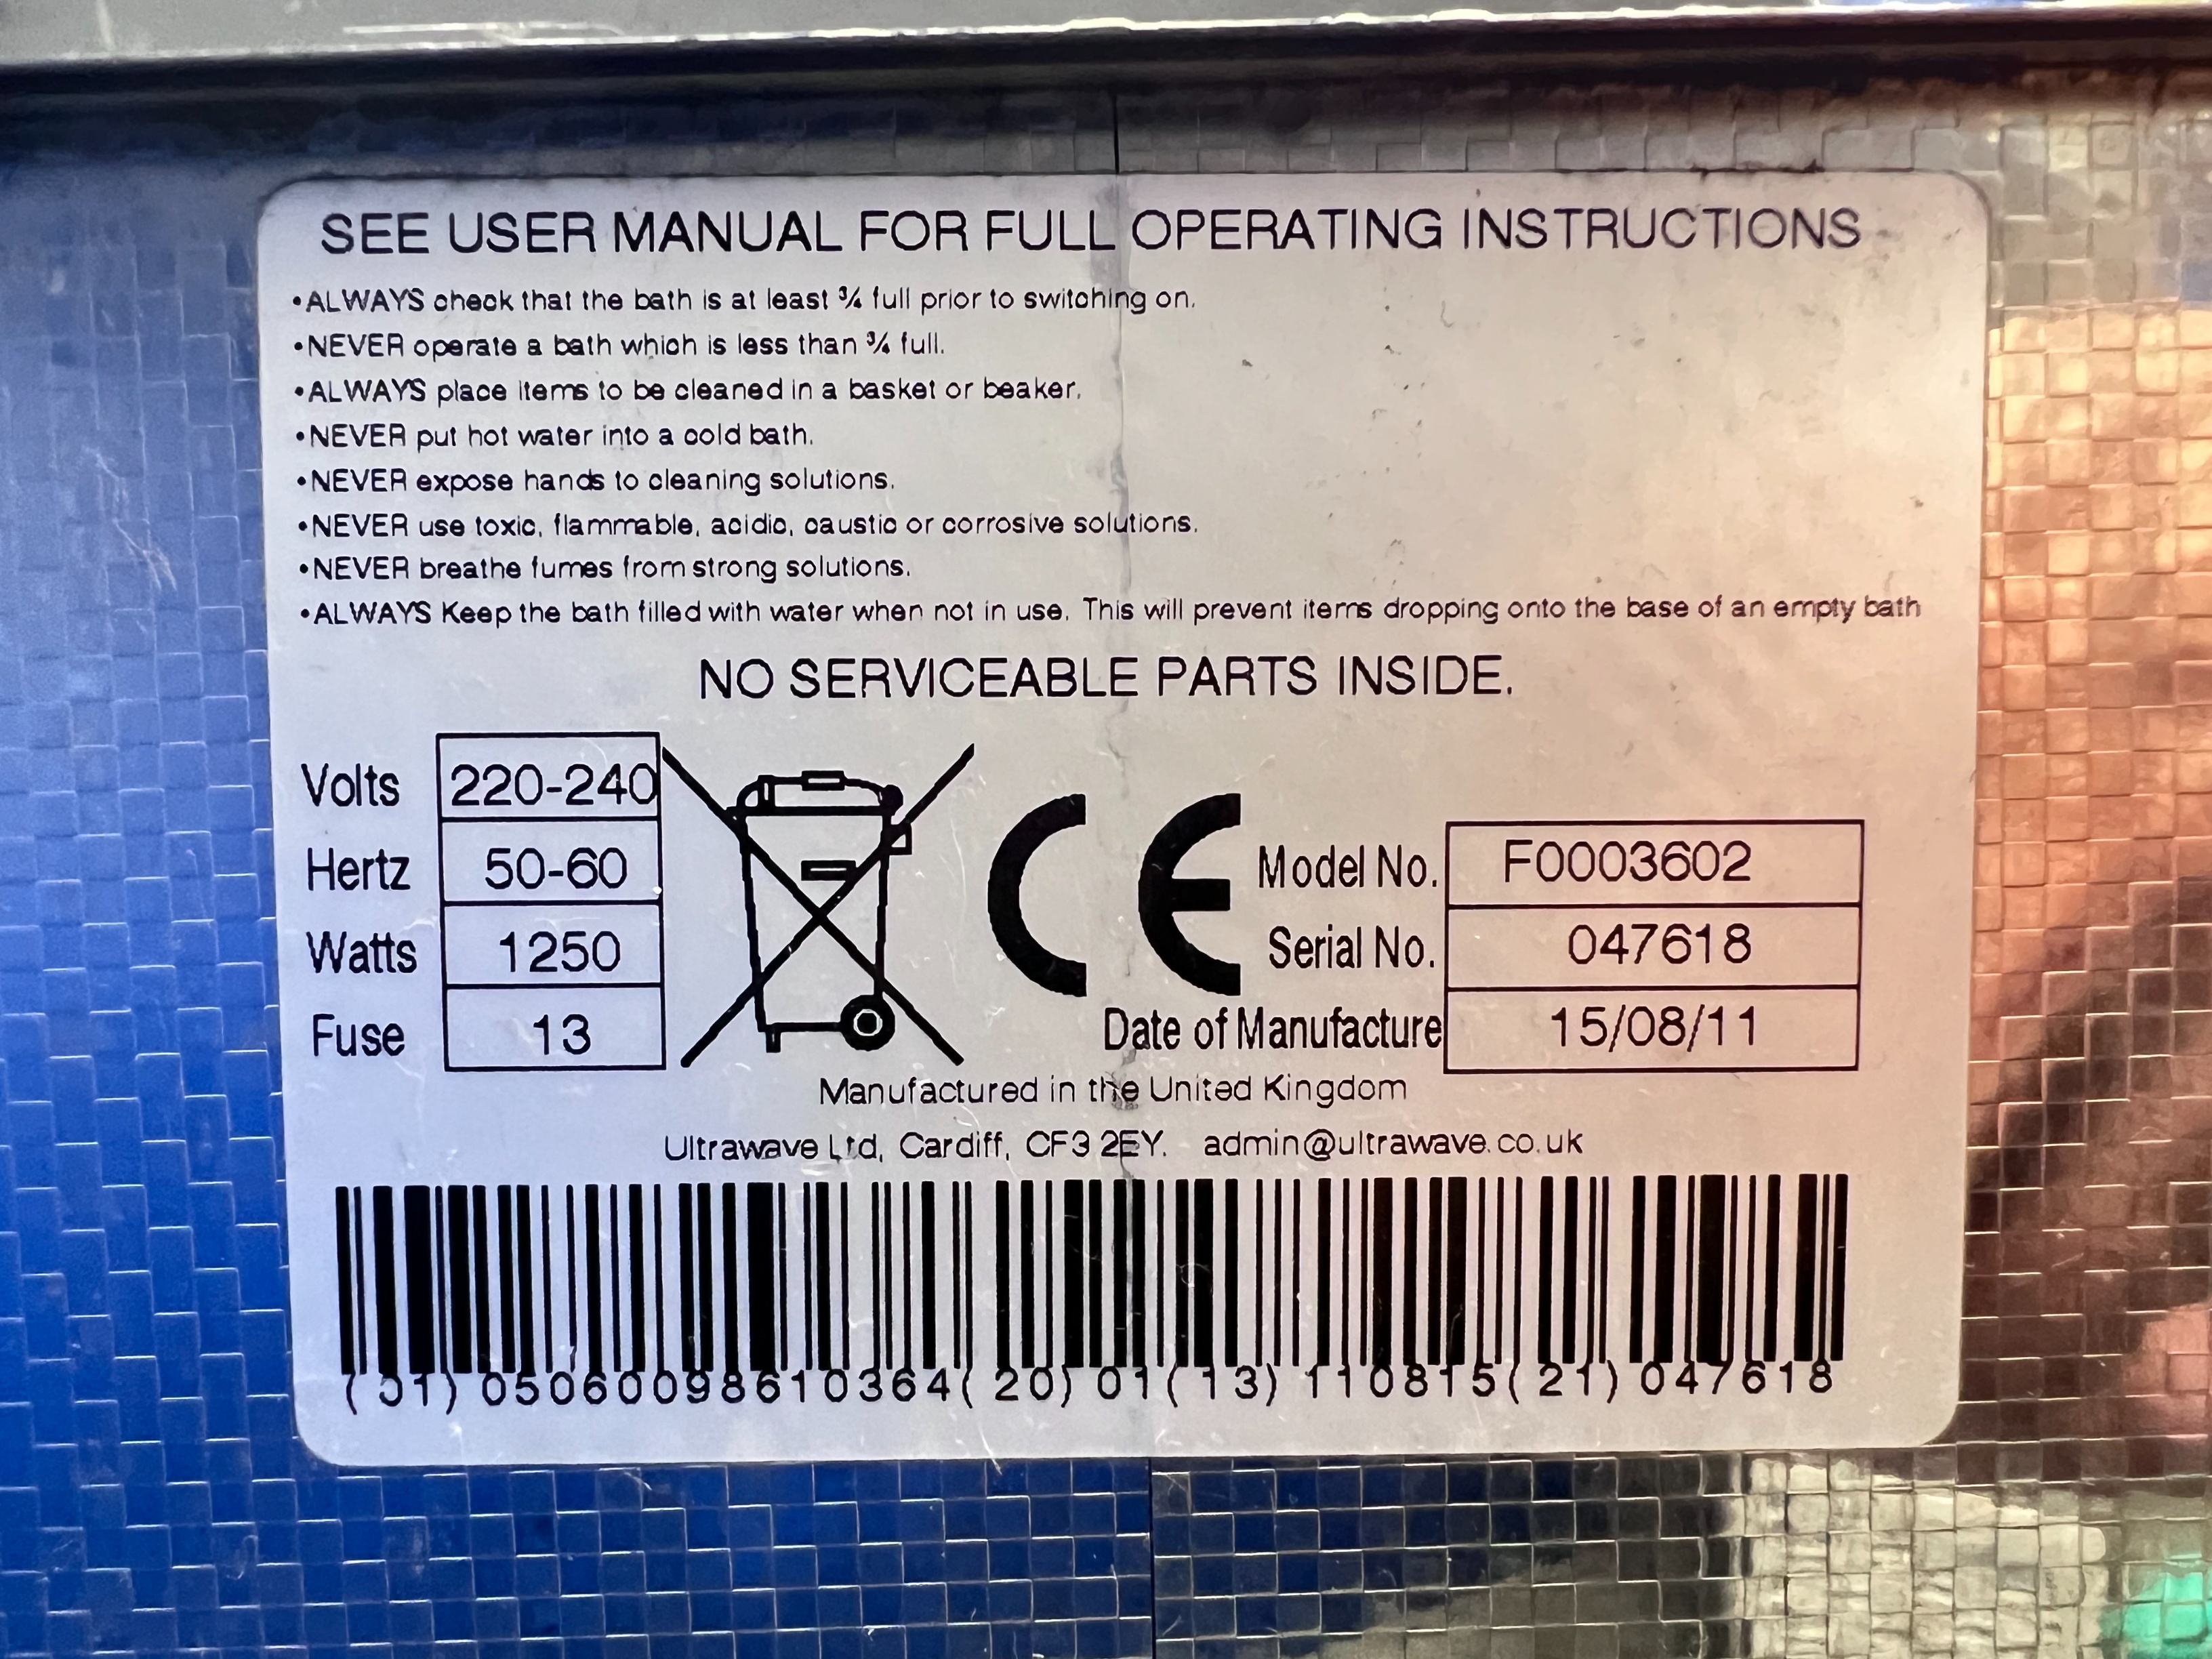 SEE USER MANUAL FOR FULL OPERATING INSTRUCTIONS
•ALWAYS check that the bath is at least ¾ full prior to switching on.
•NEVER operate a bath which is less than ¾ full.
•ALWAYS place items to be cleaned in a basket or beaker.
•NEVER put hot water into a cold bath.
•NEVER expose hands to cleaning solutions.
•NEVER use toxic, flammable, acidic, caustic or corrosive solutions.
•NEVER breathe fumes from strong solutions.
•ALWAYS Keep the bath filled with water when not in use. This will prevent items dropping onto the base of an empty bath
NO SERVICEABLE PARTS INSIDE.
Volts 220-240
Hertz 50-60
Watts 1250
Fuse 13
CE
Model No. F0003602
Serial No. 047618
Date of Manufacture 15/08/11
Manufactured in the United Kingdom
Ultrawave Ltd, Cardiff, CF3 2EY. admin@ultrawave.co.uk
(01)05060098610364(20)01(13)110815(21)047618